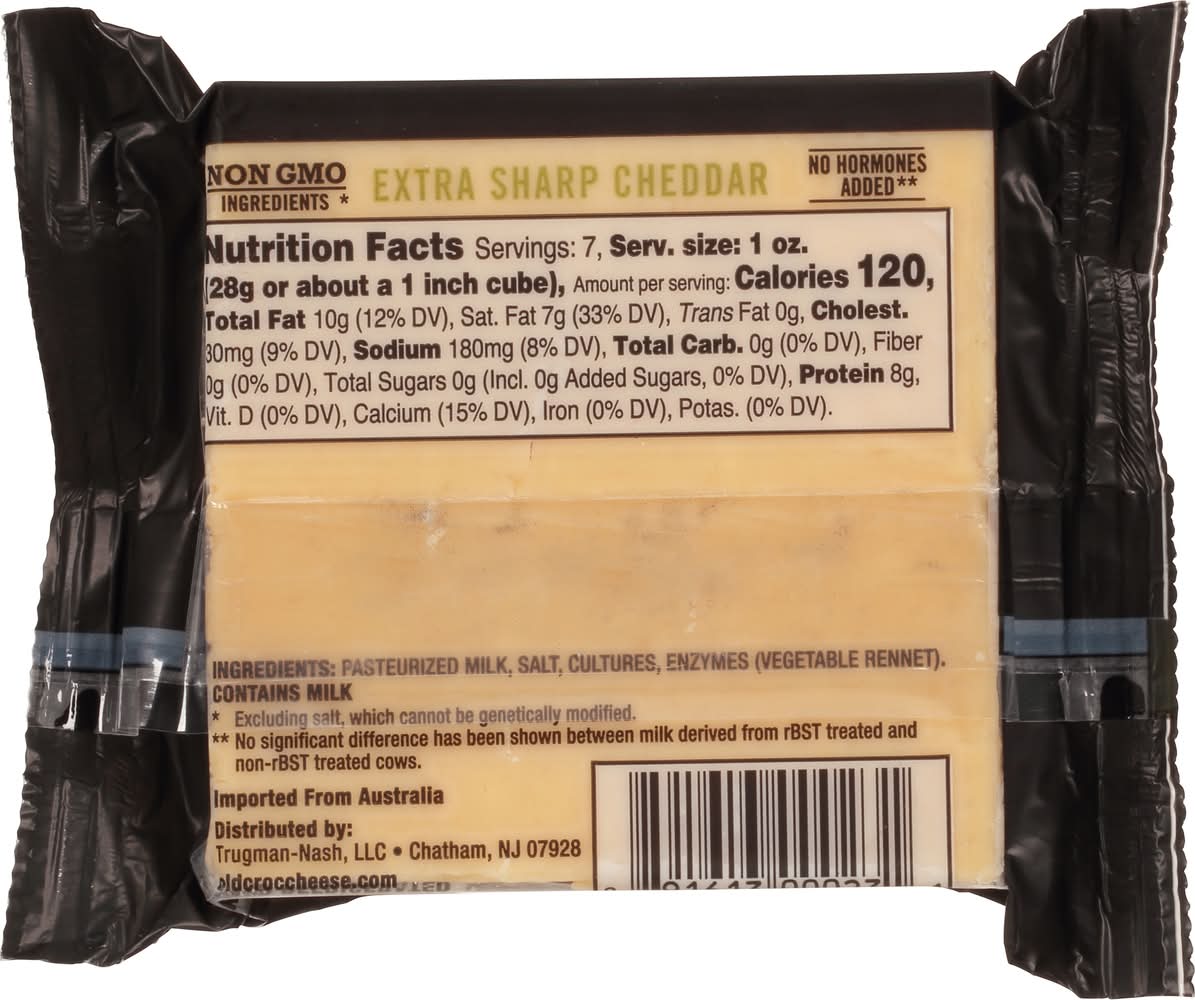 NON GMO
INGREDIENTS *
EXTRA SHARP CHEDDAR
NO HORMONES
ADDED**
Nutrition Facts Servings: 7, Serv. size: 1 oz.
(28g or about a 1 inch cube), Amount per serving: Calories 120,
Total Fat 10g (12% DV), Sat. Fat 7g (33% DV), Trans Fat 0g, Cholest.
30mg (9% DV), Sodium 180mg (8% DV), Total Carb. 0g (0% DV), Fiber
0g (0% DV), Total Sugars 0g (Incl. 0g Added Sugars, 0% DV), Protein 8g,
Vit. D (0% DV), Calcium (15% DV), Iron (0% DV), Potas. (0% DV).
INGREDIENTS: PASTEURIZED MILK, SALT, CULTURES, ENZYMES (VEGETABLE RENNET).
CONTAINS MILK
* Excluding salt, which cannot be genetically modified.
** No significant difference has been shown between milk derived from rBST treated and
non-rBST treated cows.
Imported From Australia
Distributed by:
Trugman-Nash, LLC • Chatham, NJ 07928
oldcroccheese.com
91413 00023